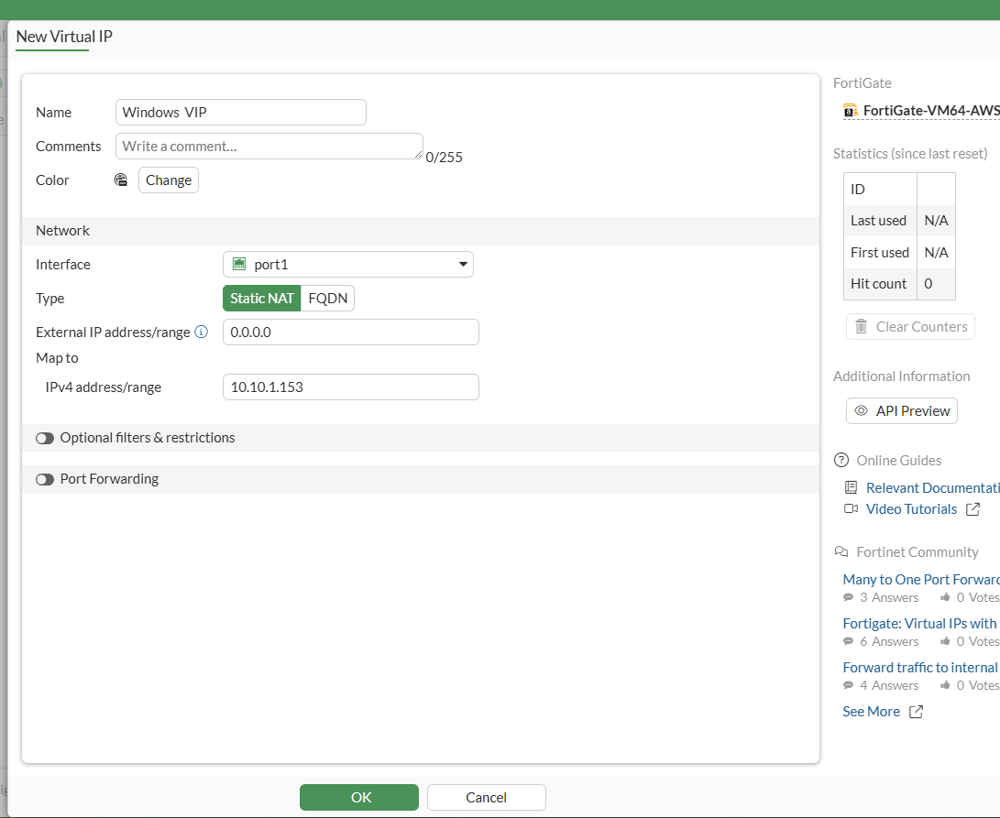 New Virtual IP
Name
Windows VIP
Comments
Write a comment...
0/255
Color
Change
Network
Interface
port1
Type
Static NAT
FQDN
External IP address/range
0.0.0.0
Map to
IPv4 address/range
10.10.1.153
Optional filters & restrictions
Port Forwarding
OK
Cancel
FortiGate
FortiGate-VM64-AWS
Statistics (since last reset)
ID
Last used N/A
First used N/A
Hit count 0
Clear Counters
Additional Information
API Preview
Online Guides
Relevant Documentati
Video Tutorials
Fortinet Community
Many to One Port Forward
3 Answers 0 Votes
Fortigate: Virtual IPs with
6 Answers 0 Votes
Forward traffic to internal
4 Answers 0 Votes
See More